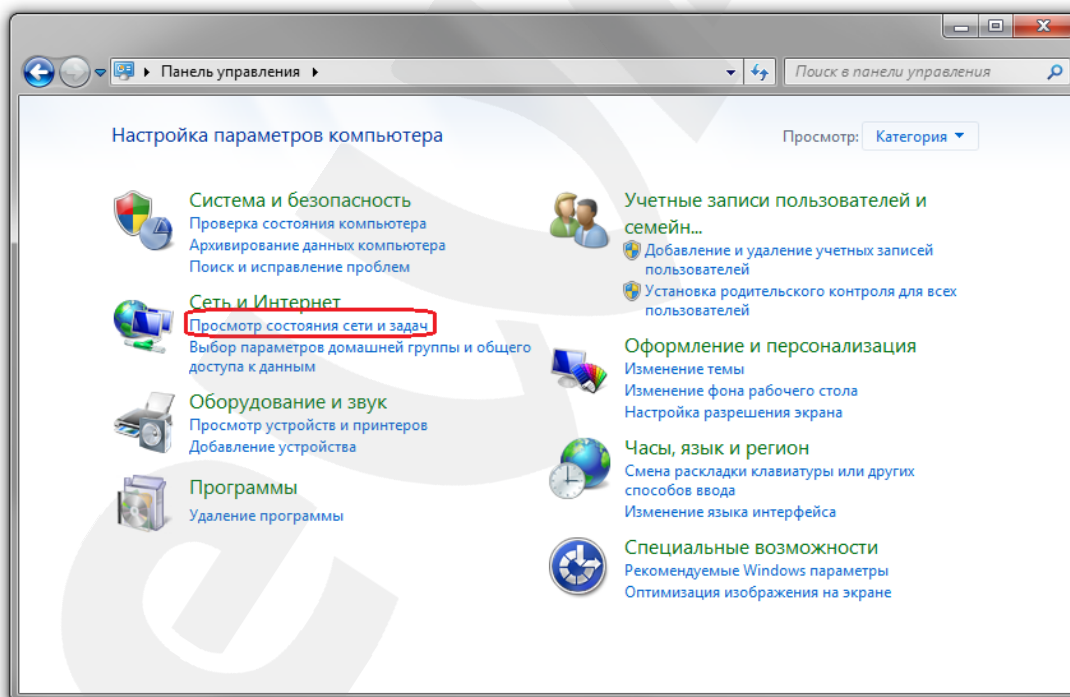 Панель управления
Поиск в панели управления
Настройка параметров компьютера
Просмотр: Категория
Система и безопасность
Проверка состояния компьютера
Архивирование данных компьютера
Поиск и исправление проблем
Сеть и Интернет
Просмотр состояния сети и задач
Выбор параметров домашней группы и общего
доступа к данным
Оборудование и звук
Просмотр устройств и принтеров
Добавление устройства
Программы
Удаление программы
Учетные записи пользователей и
семейн...
Добавление и удаление учетных записей
пользователей
Установка родительского контроля для всех
пользователей
Оформление и персонализация
Изменение темы
Изменение фона рабочего стола
Настройка разрешения экрана
Часы, язык и регион
Смена раскладки клавиатуры или других
способов ввода
Изменение языка интерфейса
Специальные возможности
Рекомендуемые Windows параметры
Оптимизация изображения на экране